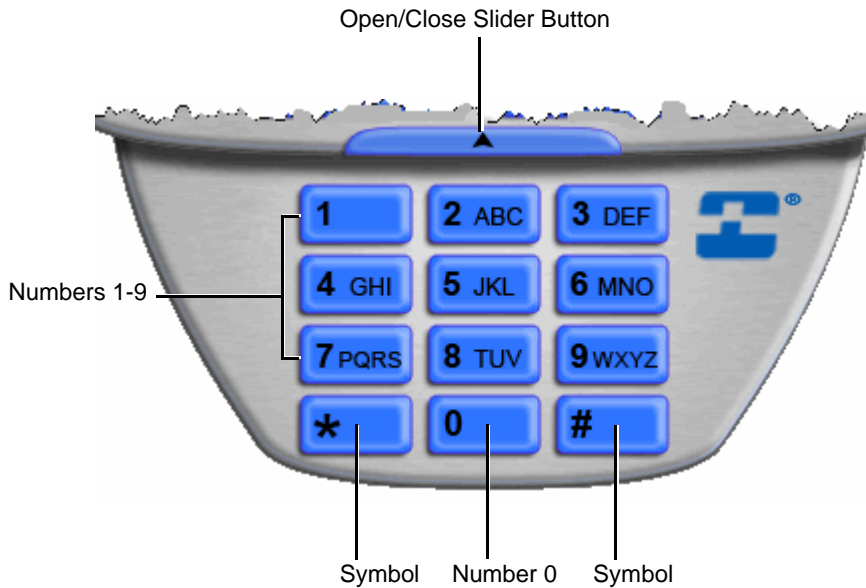 Open/Close Slider Button
1
2 ABC
3 DEF
®
Numbers 1-9
4 GHI
5 JKL
6 MNO
7 PQRS
8 TUV
9 WXYZ
*
0
#
Symbol
Number 0
Symbol